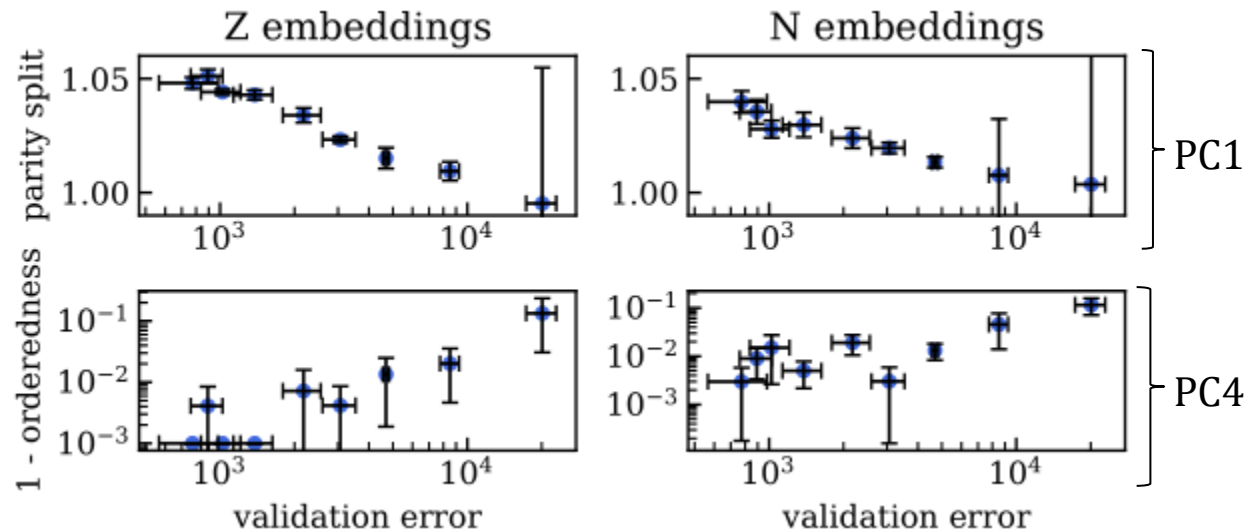 Z embeddings
N embeddings
parity split
1.05
1.00
10³
10⁴
1.05
1.00
10³
10⁴
PC1
1 - orderedness
10⁻¹
10⁻²
10⁻³
10³
10⁴
validation error
10⁻¹
10⁻²
10⁻³
10³
10⁴
validation error
PC4